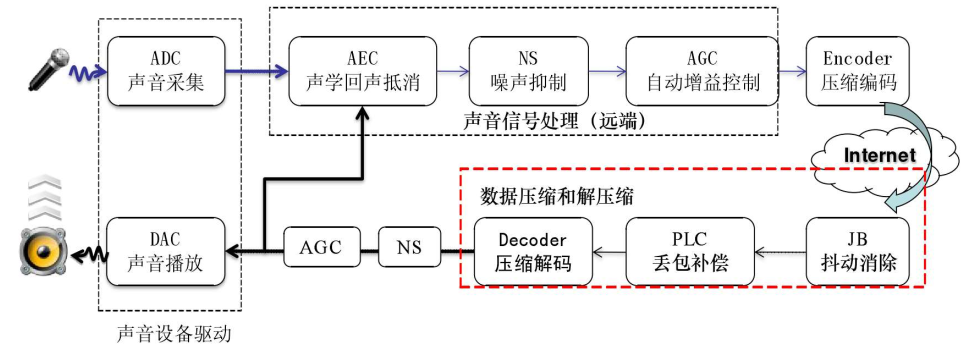 ADC
声音采集
AEC
声学回声抵消
NS
噪声抑制
AGC
自动增益控制
Encoder
压缩编码
声音信号处理（远端）
Internet
数据压缩和解压缩
DAC
声音播放
AGC
NS
Decoder
压缩解码
PLC
丢包补偿
JB
抖动消除
声音设备驱动